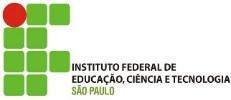 INSTITUTO FEDERAL DE
EDUCAÇÃO, CIÊNCIA E TECNOLOGIA
SÃO PAULO